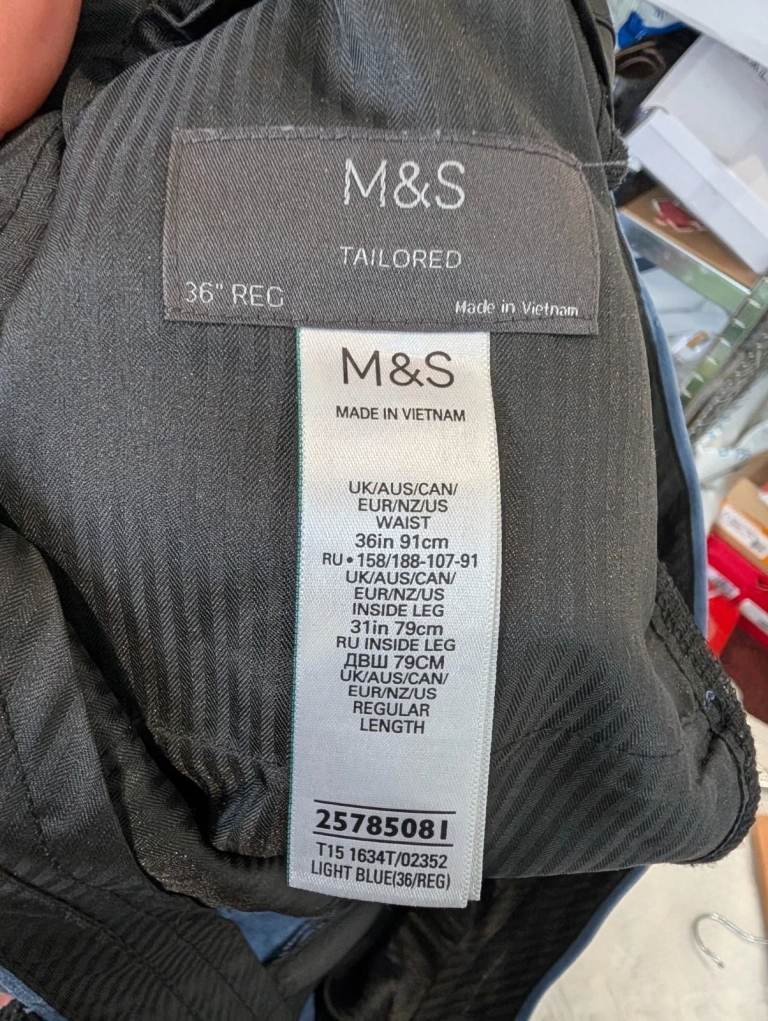 M&S
TAILORED
36" REG
Made in Vietnam
M&S
MADE IN VIETNAM
UK/AUS/CAN/
EUR/NZ/US
WAIST
36in 91cm
RU • 158/188-107-91
UK/AUS/CAN/
EUR/NZ/US
INSIDE LEG
31in 79cm
RU INSIDE LEG
ДВШ 79СМ
UK/AUS/CAN/
EUR/NZ/US
REGULAR
LENGTH
25785081
T15 1634T/02352
LIGHT BLUE(36/REG)